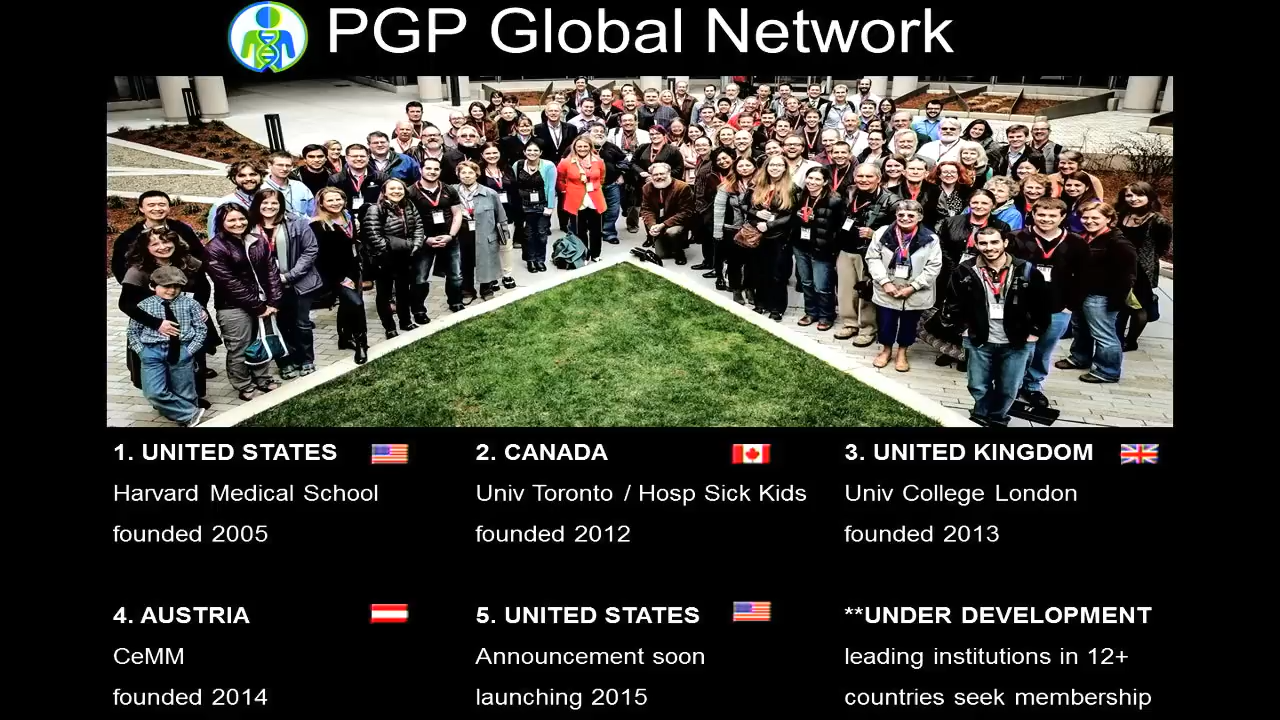 PGP Global Network
1. UNITED STATES
Harvard Medical School
founded 2005
2. CANADA
Univ Toronto / Hosp Sick Kids
founded 2012
3. UNITED KINGDOM
Univ College London
founded 2013
4. AUSTRIA
CeMM
founded 2014
5. UNITED STATES
Announcement soon
launching 2015
**UNDER DEVELOPMENT
leading institutions in 12+
countries seek membership